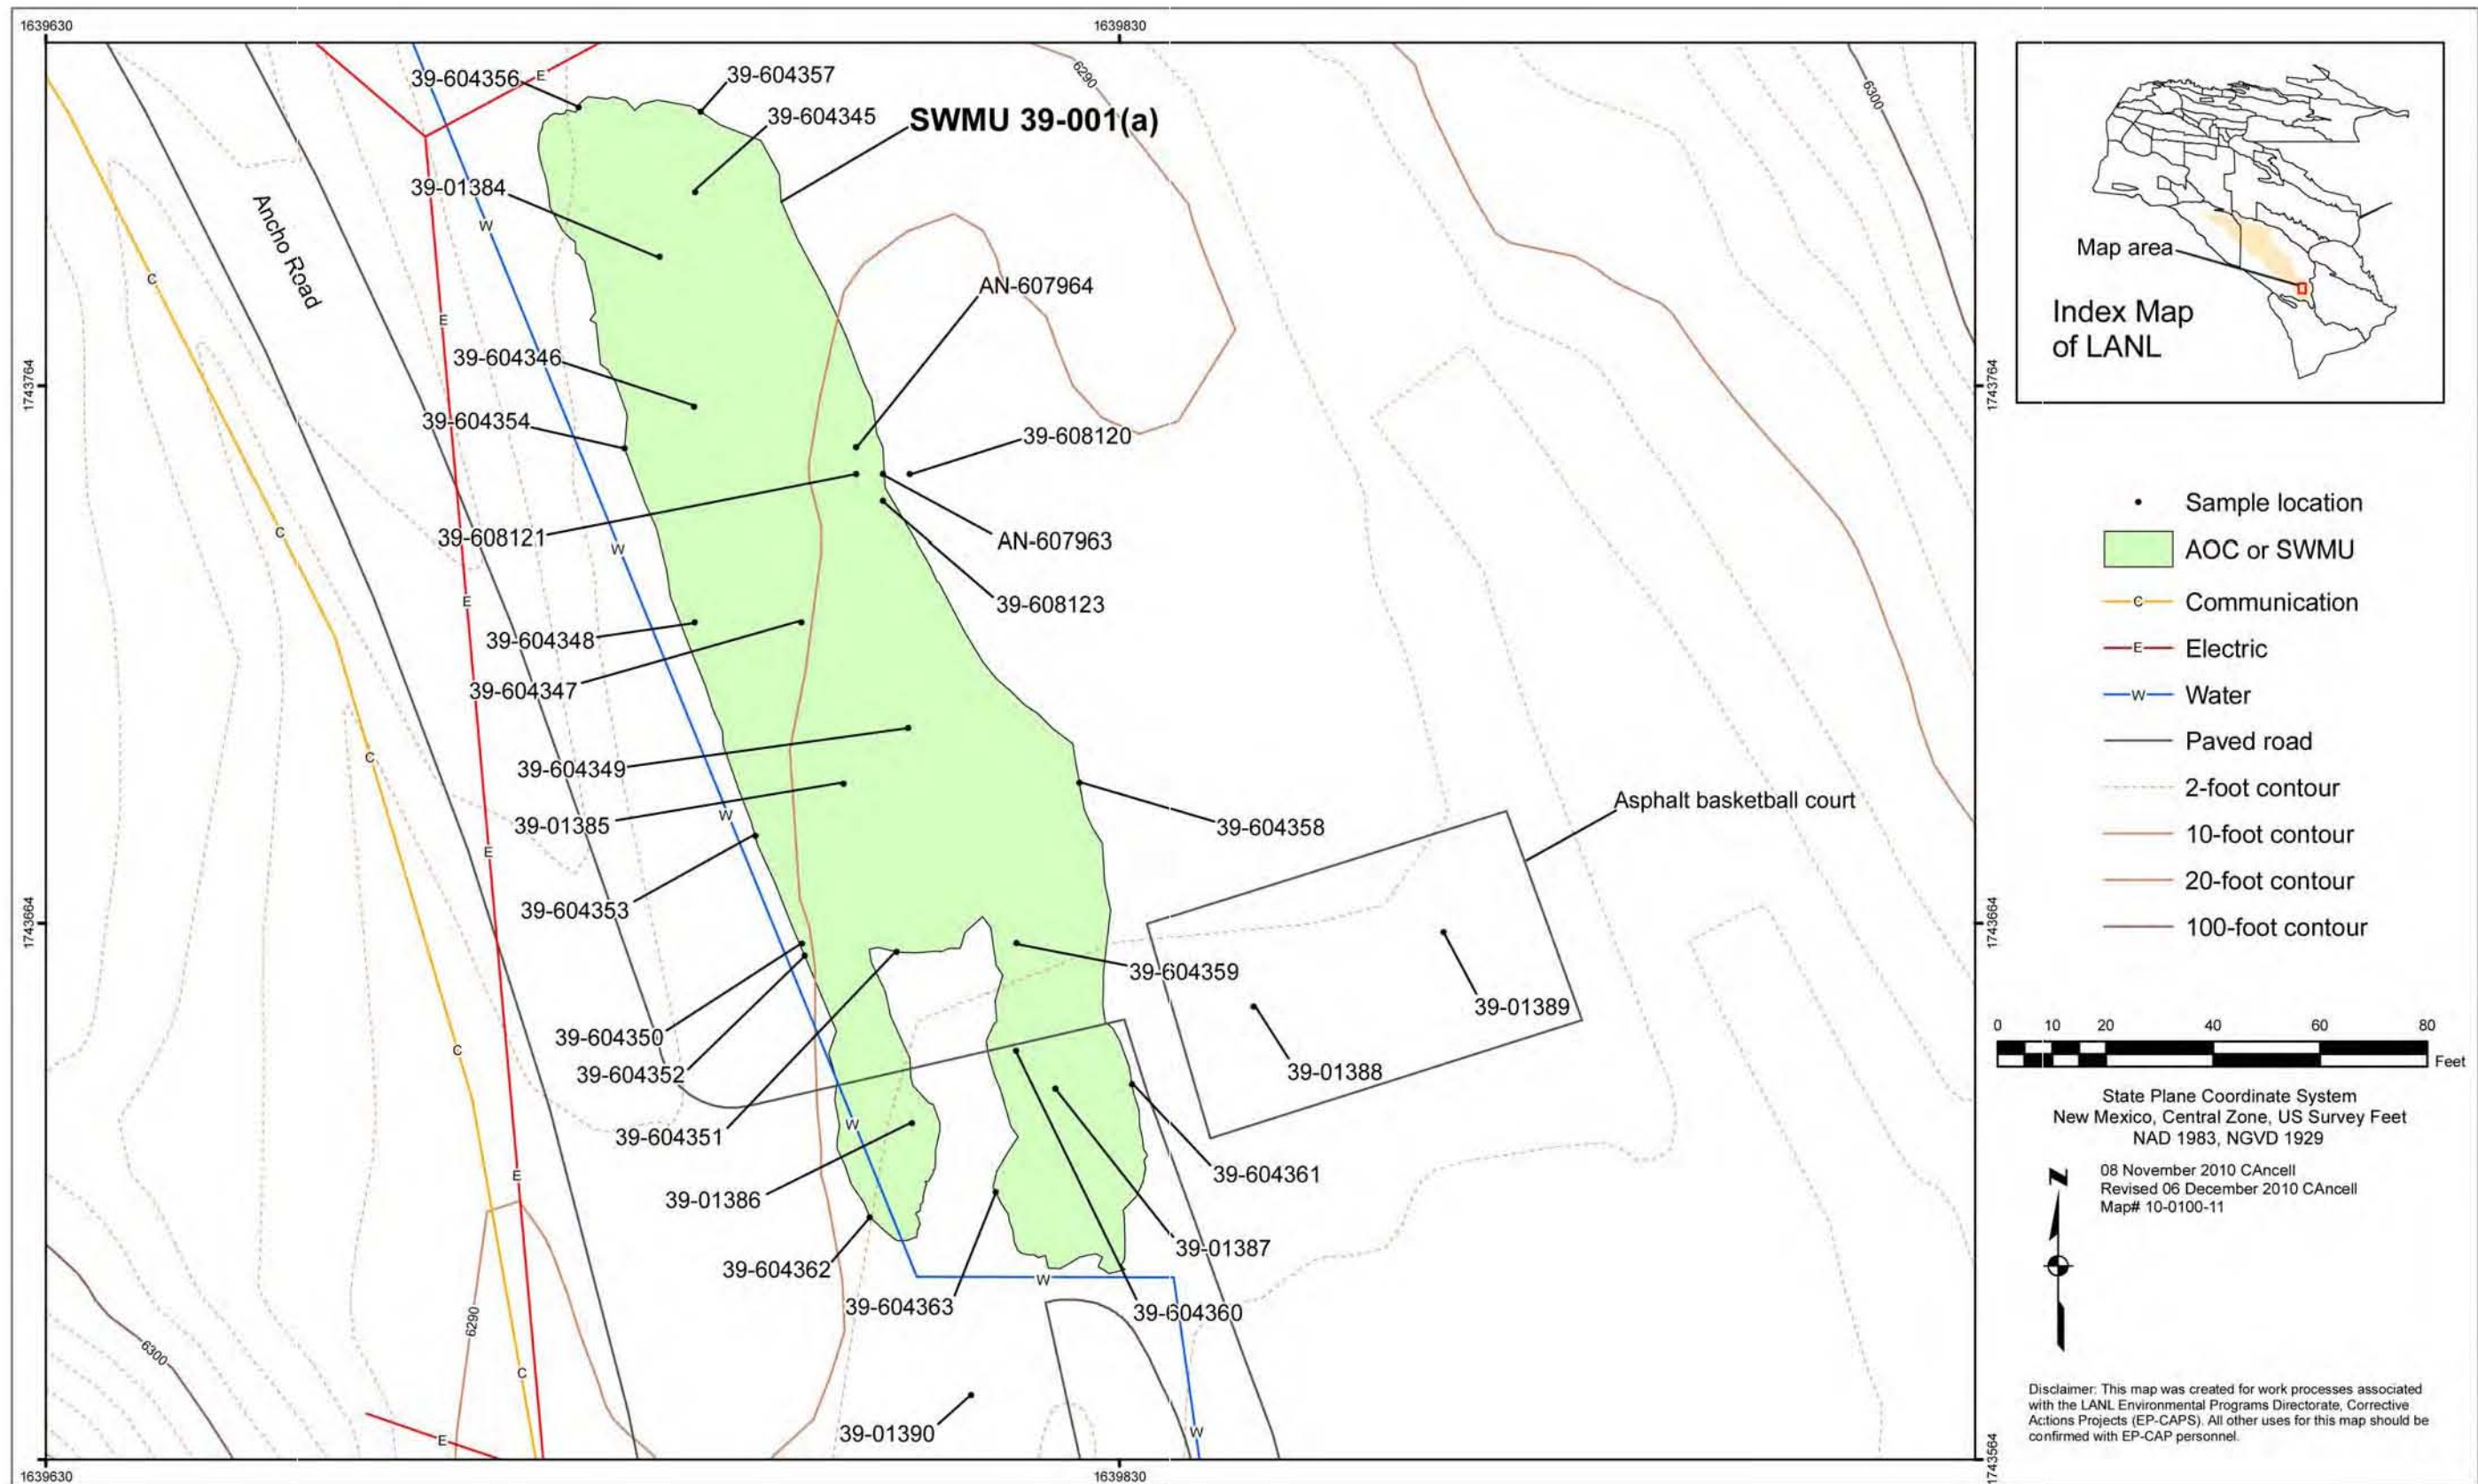 1639630
1639830
39-604356
E
39-604357
6290
6300
39-604345
SWMU 39-001(a)
39-01384
Ancho Road
W
C
AN-607964
E
39-604346
1743764
1743764
39-604354
39-608120
39-608121
C
W
AN-607963
E
39-608123
39-604348
39-604347
C
39-604349
39-01385
W
39-604358
Asphalt basketball court
E
39-604353
1743664
1743664
39-604359
39-01389
39-604350
C
39-604352
39-01388
39-604351
W
E
39-604361
39-01386
39-01387
39-604362
W
39-604363
39-604360
6290
6300
C
39-01390
E
W
1743564
1639630
1639830
Map area
Index Map
of LANL
Sample location
AOC or SWMU
C Communication
E Electric
W Water
Paved road
2-foot contour
10-foot contour
20-foot contour
100-foot contour
0 10 20 40 60 80
Feet
State Plane Coordinate System
New Mexico, Central Zone, US Survey Feet
NAD 1983, NGVD 1929
N
08 November 2010 CAncell
Revised 06 December 2010 CAncell
Map# 10-0100-11
Disclaimer: This map was created for work processes associated
with the LANL Environmental Programs Directorate, Corrective
Actions Projects (EP-CAPS). All other uses for this map should be
confirmed with EP-CAP personnel.